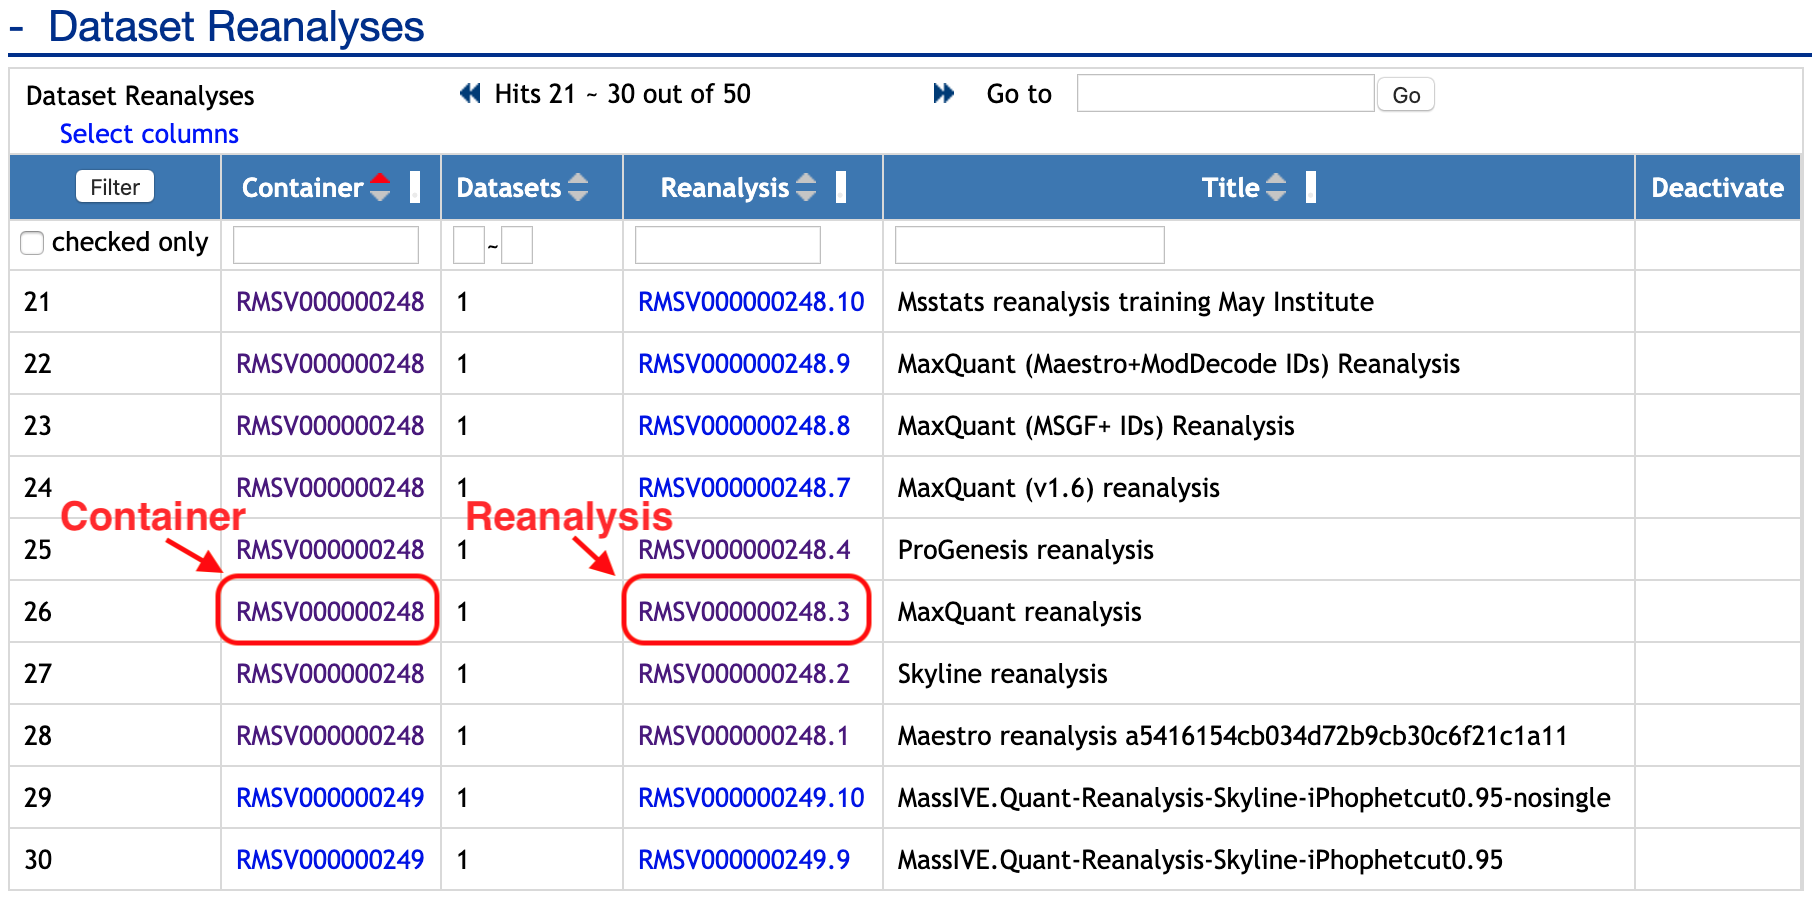 - Dataset Reanalyses
Dataset Reanalyses Hits 21 ~ 30 out of 50 Go to Go
Select columns
Filter Container Datasets Reanalysis Title Deactivate
checked only ~
21 RMSV000000248 1 RMSV000000248.10 Msstats reanalysis training May Institute
22 RMSV000000248 1 RMSV000000248.9 MaxQuant (Maestro+ModDecode IDs) Reanalysis
23 RMSV000000248 1 RMSV000000248.8 MaxQuant (MSGF+ IDs) Reanalysis
24 RMSV000000248 1 RMSV000000248.7 MaxQuant (v1.6) reanalysis
Container Reanalysis
25 RMSV000000248 1 RMSV000000248.4 ProGenesis reanalysis
26 RMSV000000248 1 RMSV000000248.3 MaxQuant reanalysis
27 RMSV000000248 1 RMSV000000248.2 Skyline reanalysis
28 RMSV000000248 1 RMSV000000248.1 Maestro reanalysis a5416154cb034d72b9cb30c6f21c1a11
29 RMSV000000249 1 RMSV000000249.10 MassIVE.Quant-Reanalysis-Skyline-iPhophetcut0.95-nosingle
30 RMSV000000249 1 RMSV000000249.9 MassIVE.Quant-Reanalysis-Skyline-iPhophetcut0.95